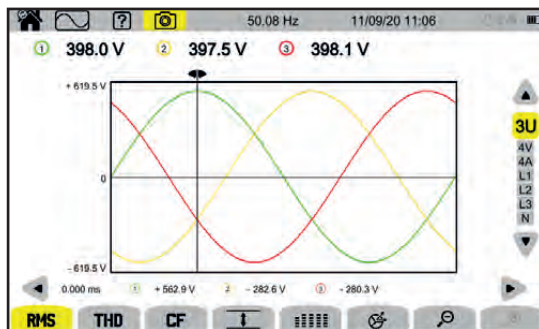 ? 50.08 Hz 11/09/20 11:06
1 398.0 V 2 397.5 V 3 398.1 V
+ 619.5 V
0
- 619.5 V
3U
4V
4A
L1
L2
L3
N
0.000 ms 1 + 562.9 V 2 - 282.6 V 3 - 280.3 V
RMS THD CF